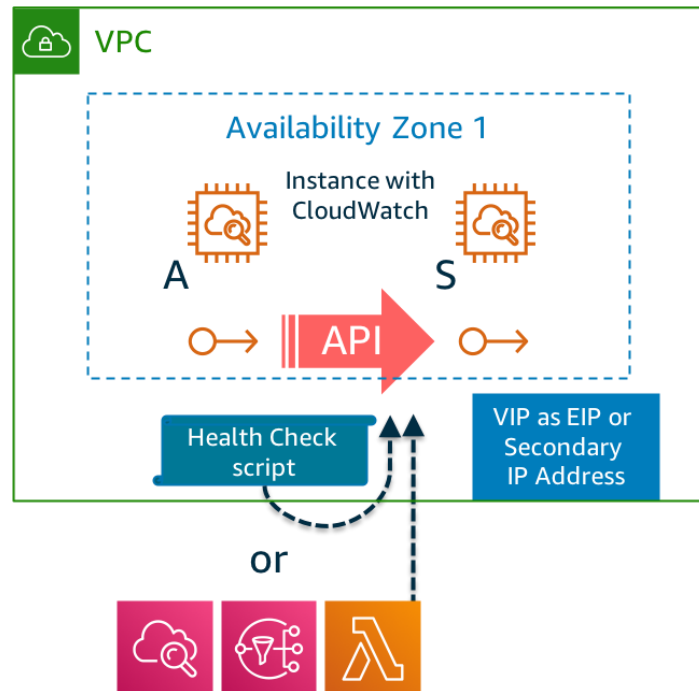 VPC
Availability Zone 1
Instance with
CloudWatch
A
S
API
Health Check
script
VIP as EIP or
Secondary
IP Address
or